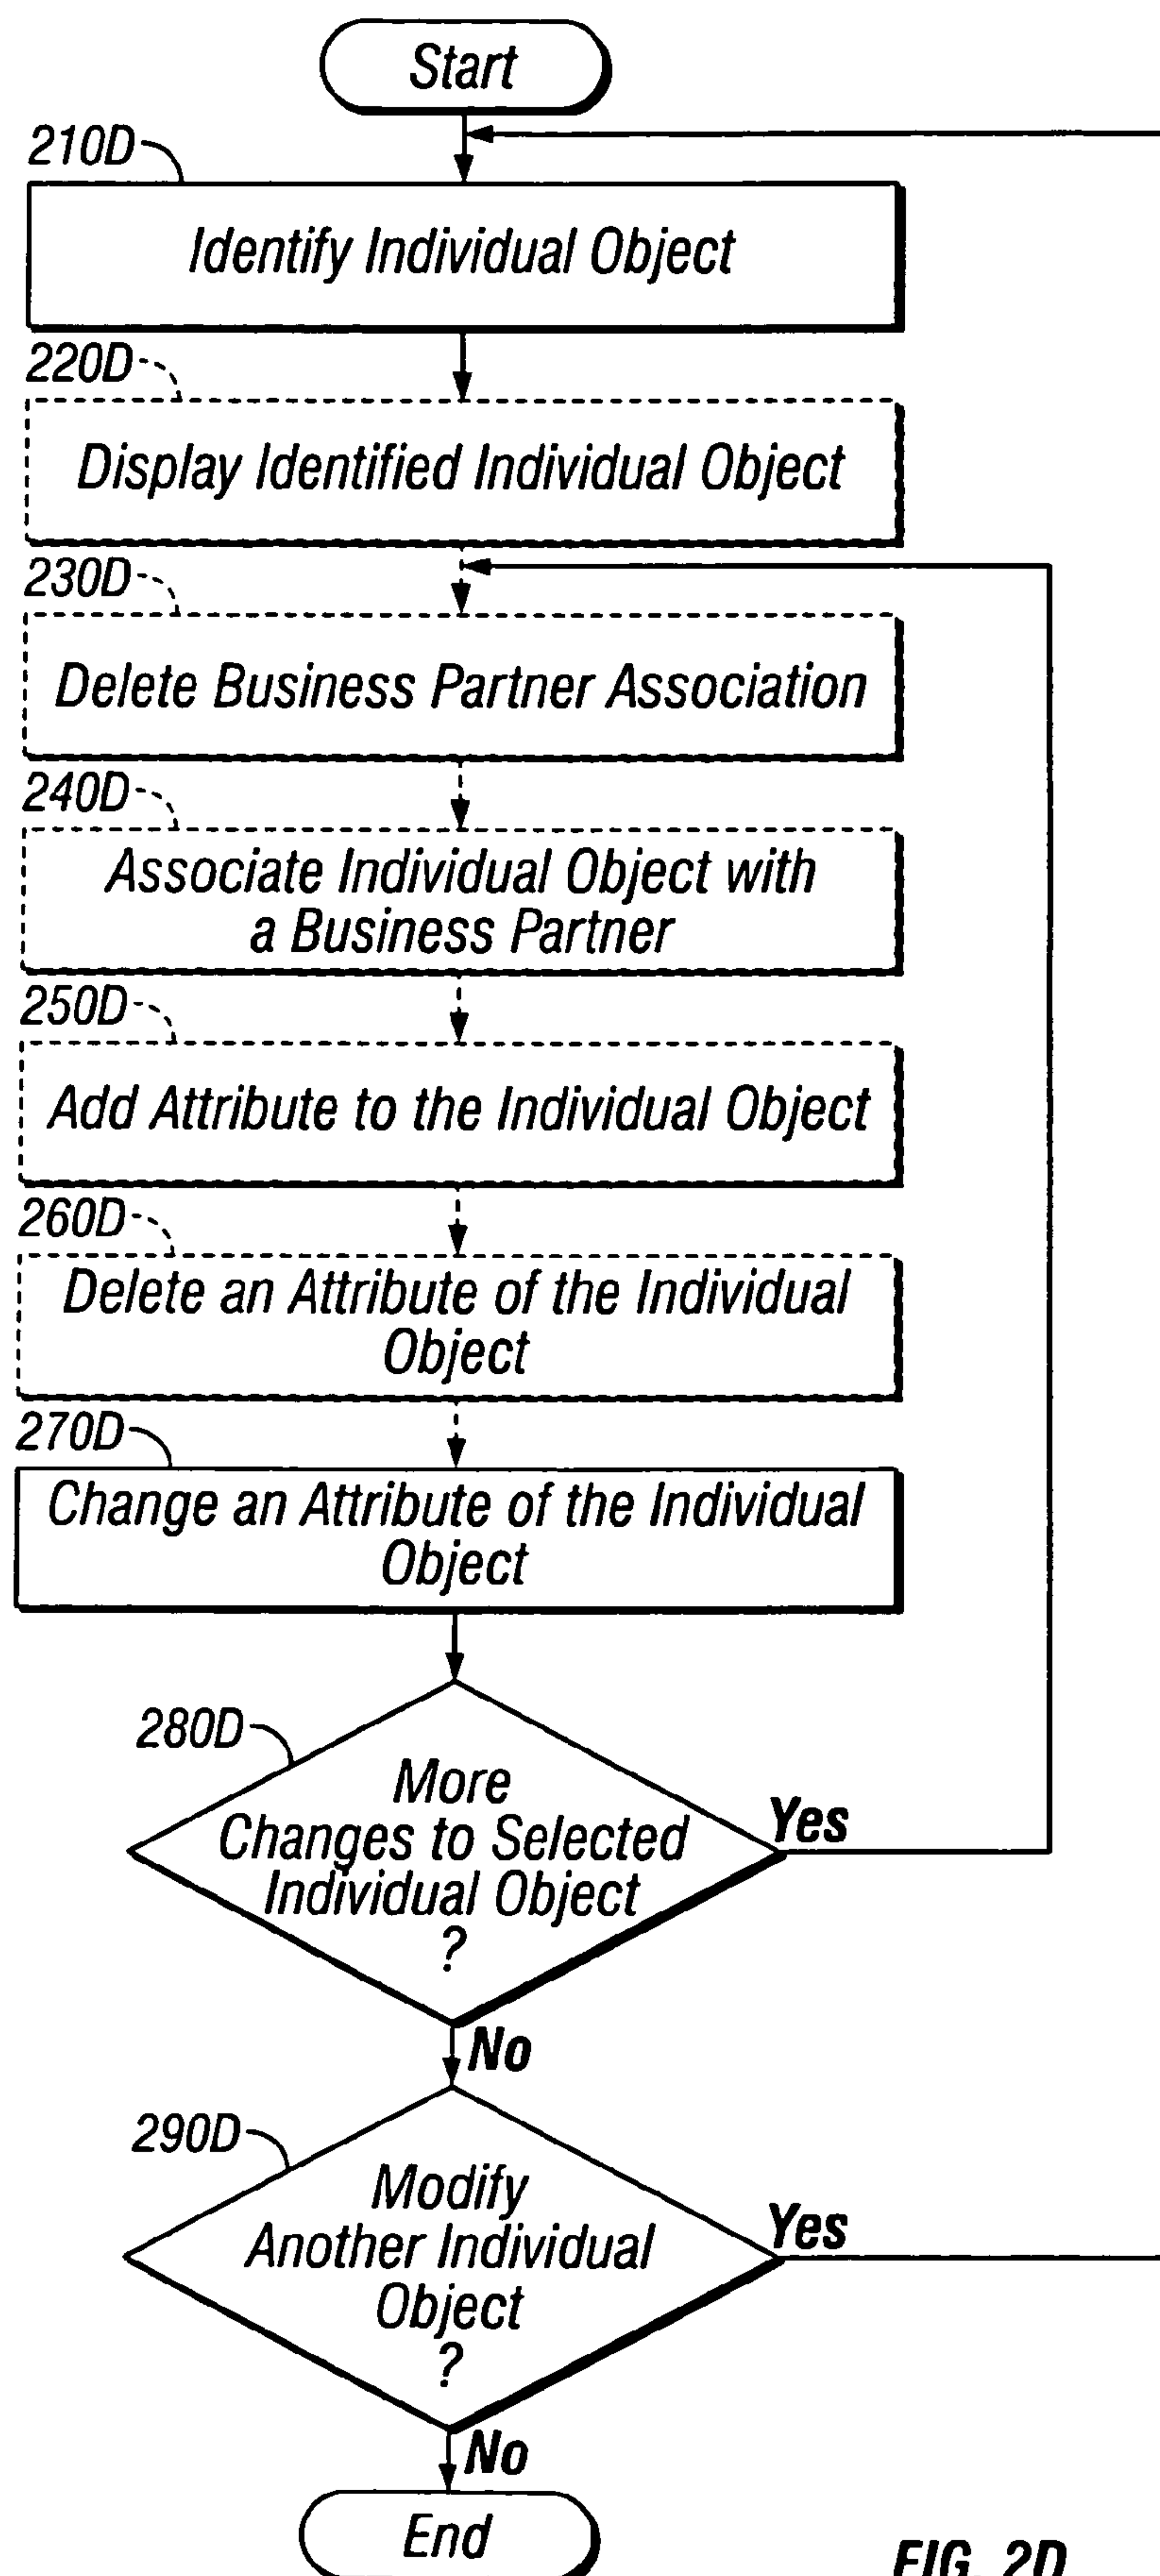 Start
210D
Identify Individual Object
220D
Display Identified Individual Object
230D
Delete Business Partner Association
240D
Associate Individual Object with
a Business Partner
250D
Add Attribute to the Individual Object
260D
Delete an Attribute of the Individual
Object
270D
Change an Attribute of the Individual
Object
280D
More
Changes to Selected
Individual Object
?
Yes
No
290D
Modify
Another Individual
Object
?
Yes
No
End
FIG. 2D